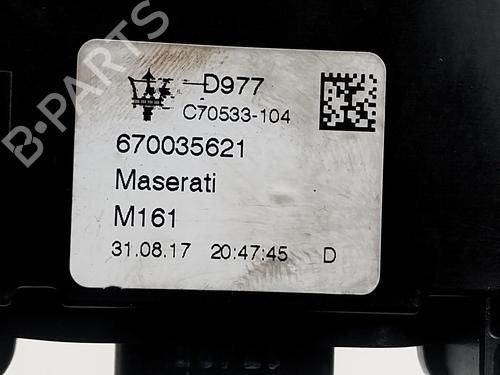 B-PARTS
D977
C70533-104
670035621
Maserati
M161
31.08.17 20:47:45 D